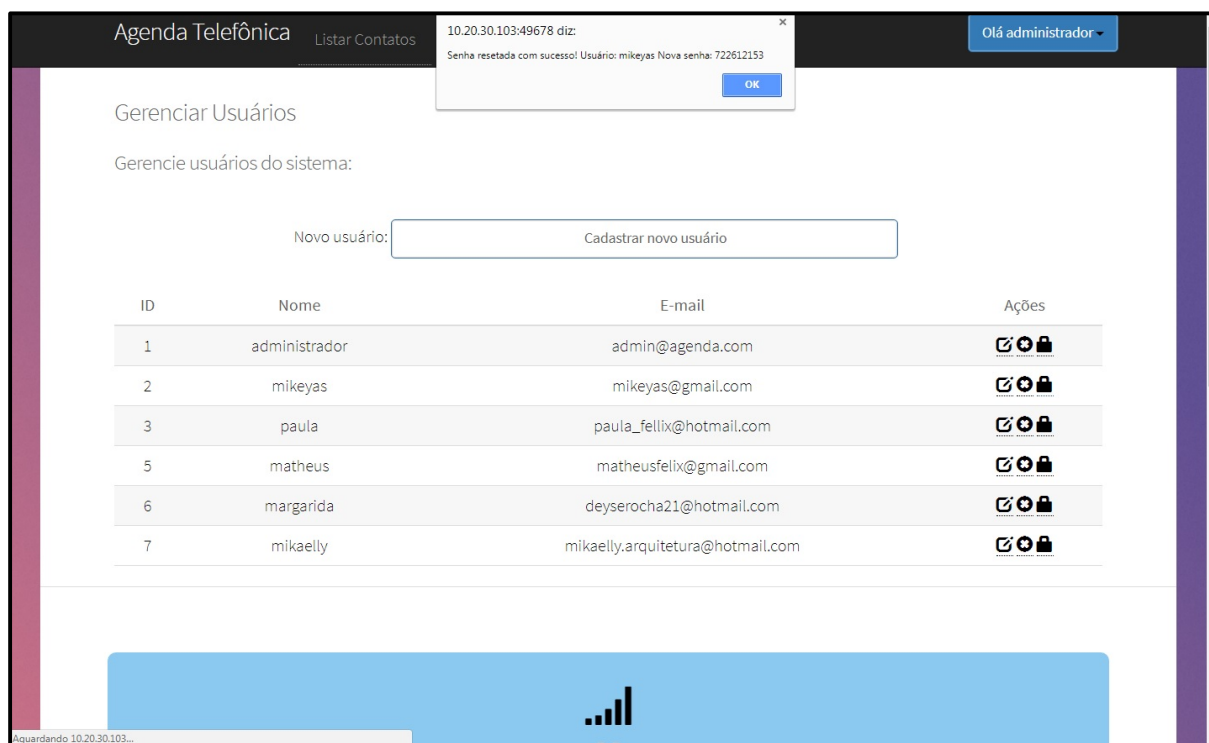 Agenda Telefônica Listar Contatos
10.20.30.103:49678 diz:
Senha resetada com sucesso! Usuário: mikeyas Nova senha: 722612153
OK
Olá administrador
Gerenciar Usuários
Gerencie usuários do sistema:
Novo usuário: Cadastrar novo usuário
ID Nome E-mail Ações
1 administrador admin@agenda.com
2 mikeyas mikeyas@gmail.com
3 paula paula_fellix@hotmail.com
5 matheus matheusfelix@gmail.com
6 margarida deyserocha21@hotmail.com
7 mikaelly mikaelly.arquitetura@hotmail.com
Aguardando 10.20.30.103...